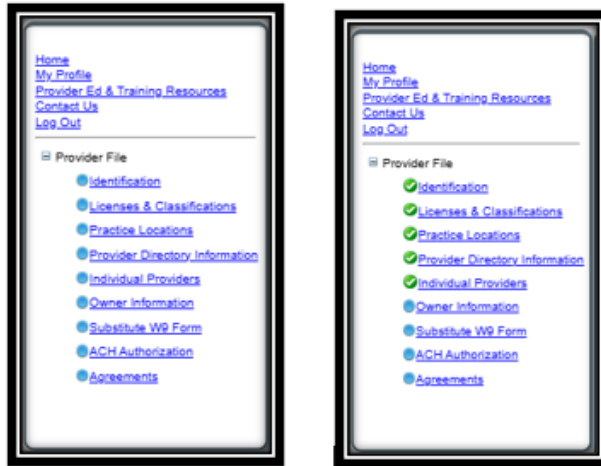 Home
My Profile
Provider Ed & Training Resources
Contact Us
Log Out
Provider File
Identification
Licenses & Classifications
Practice Locations
Provider Directory Information
Individual Providers
Owner Information
Substitute W9 Form
ACH Authorization
Agreements
Home
My Profile
Provider Ed & Training Resources
Contact Us
Log Out
Provider File
Identification
Licenses & Classifications
Practice Locations
Provider Directory Information
Individual Providers
Owner Information
Substitute W9 Form
ACH Authorization
Agreements